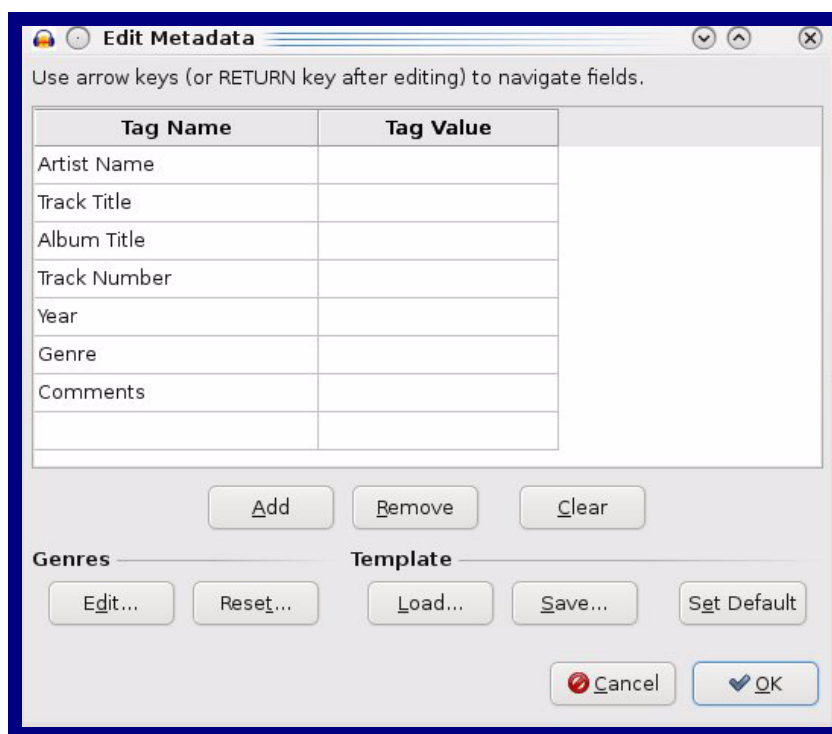 Edit Metadata
Use arrow keys (or RETURN key after editing) to navigate fields.
Tag Name Tag Value
Artist Name
Track Title
Album Title
Track Number
Year
Genre
Comments
Add Remove Clear
Genres Template
Edit... Reset... Load... Save... Set Default
Cancel OK